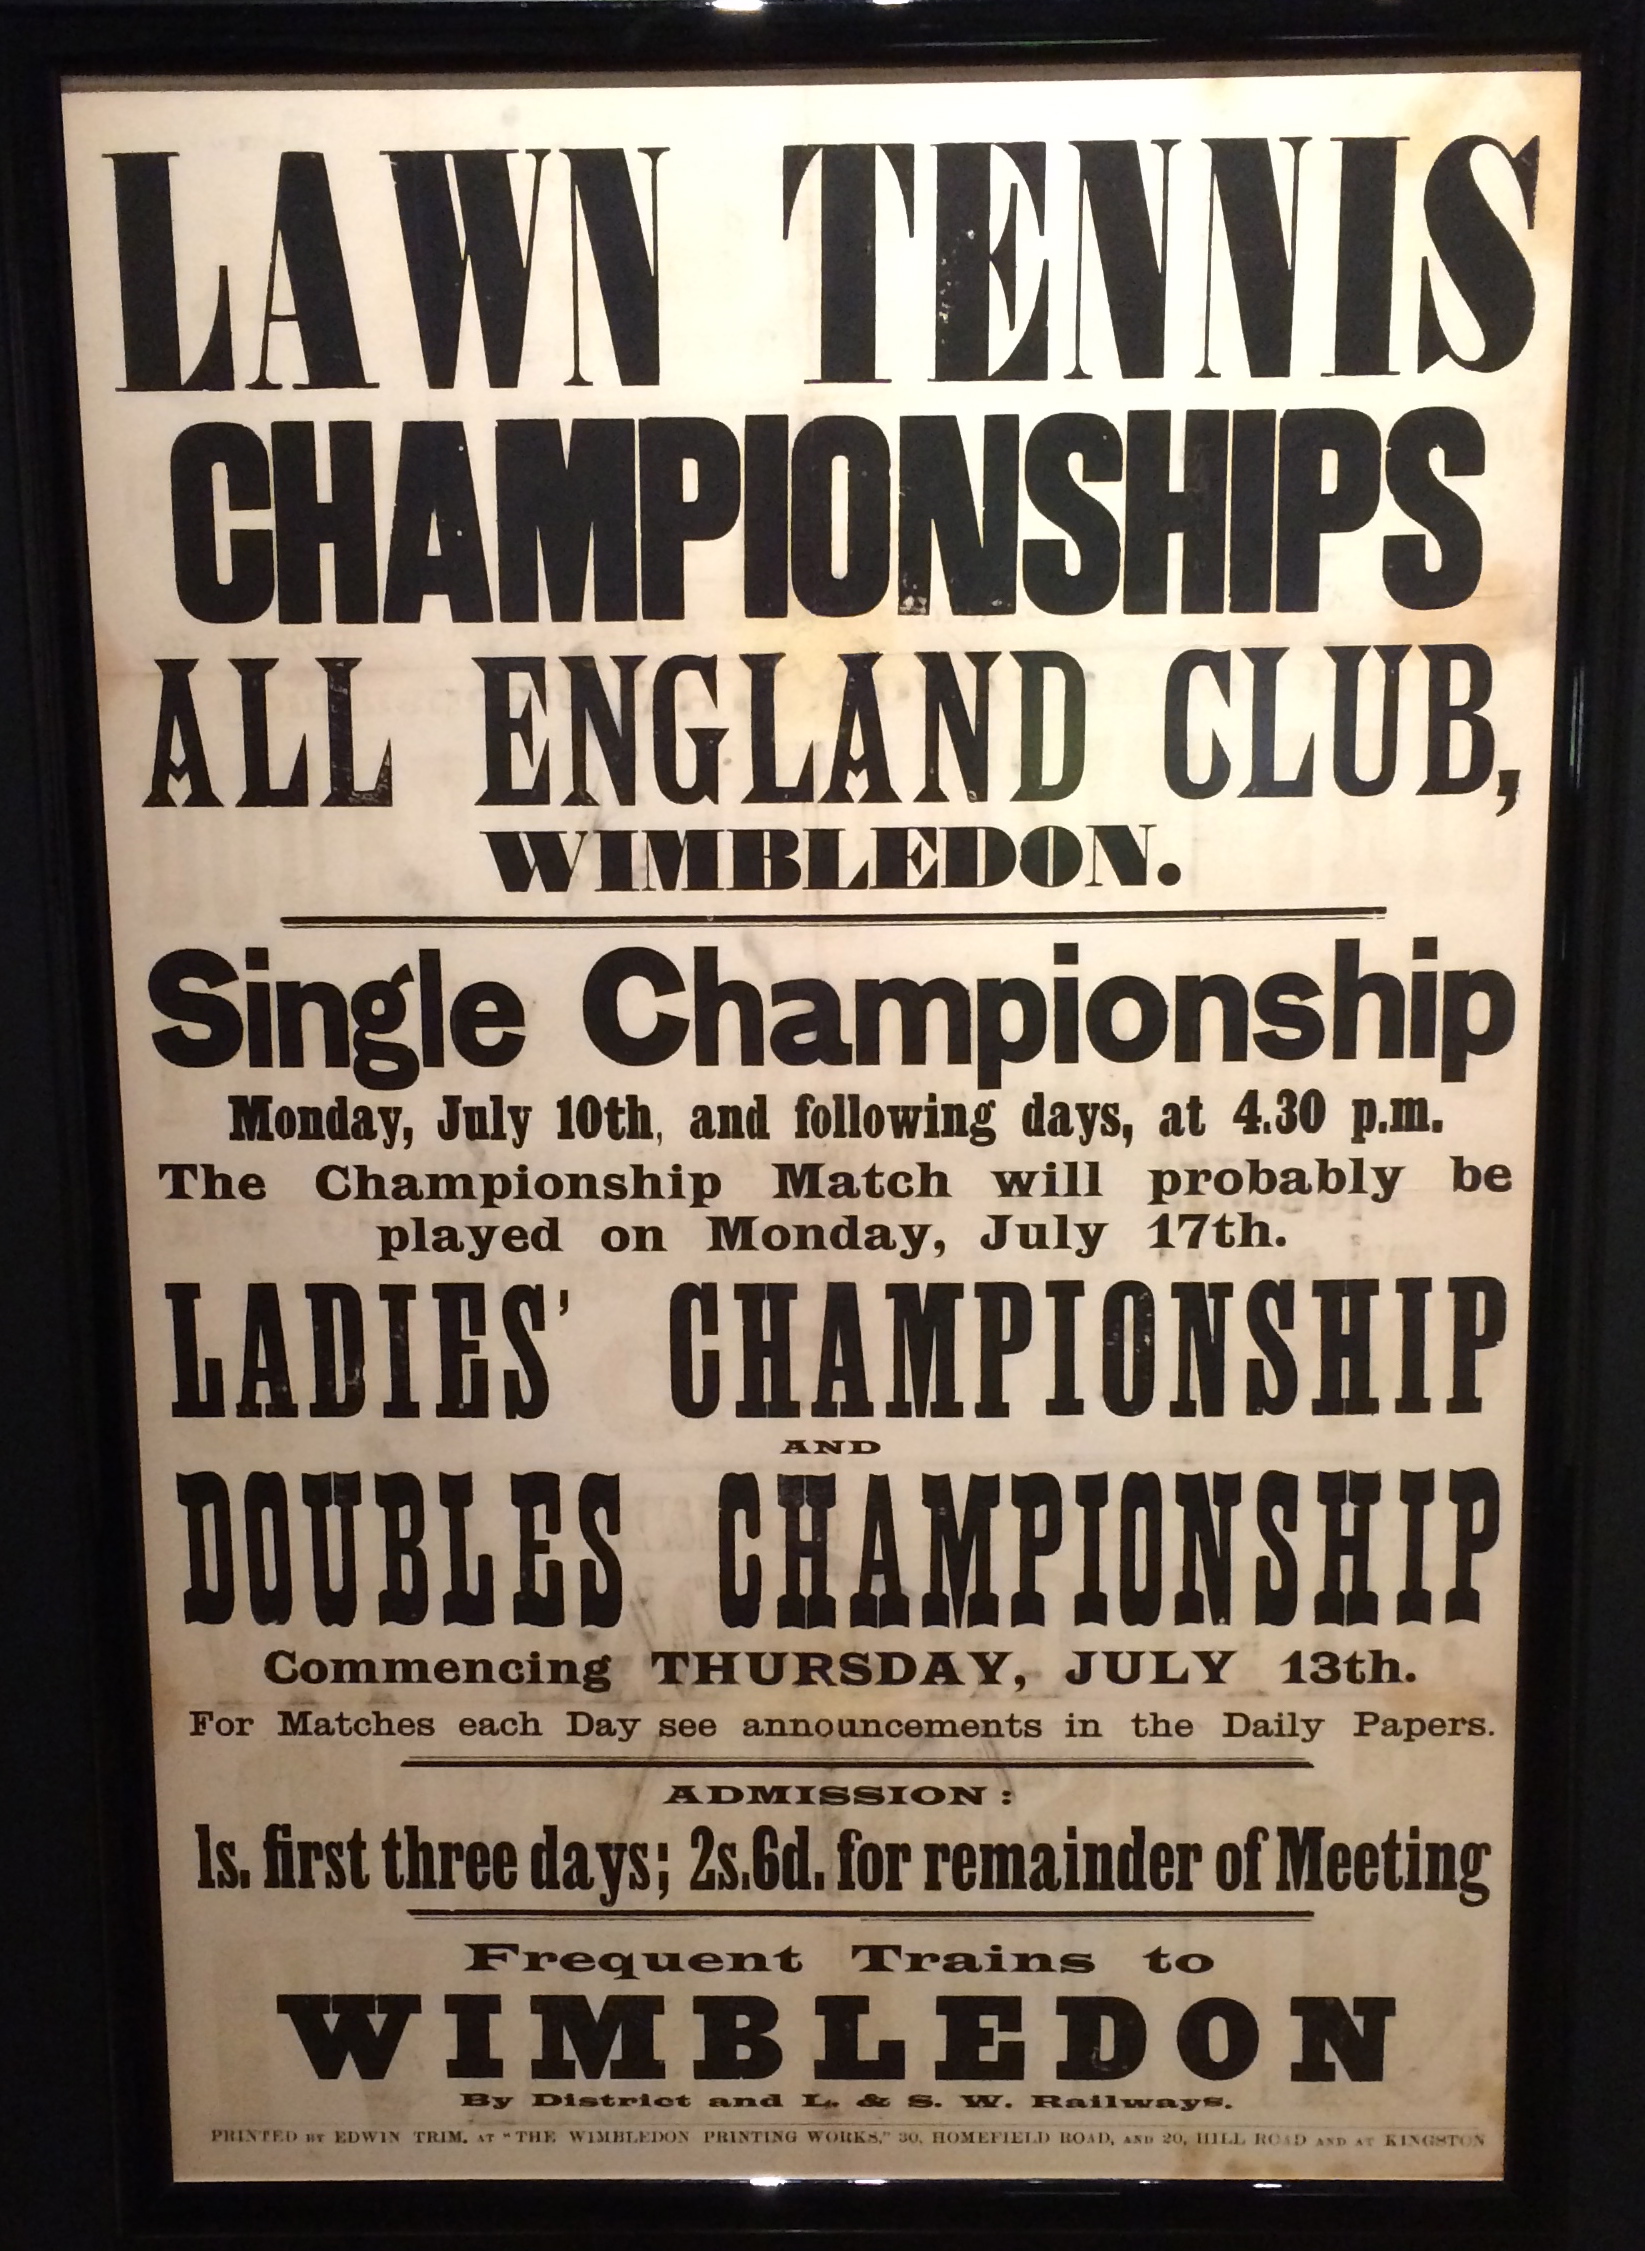 LAWN TENNIS
CHAMPIONSHIPS
ALL ENGLAND CLUB,
WIMBLEDON.
Single Championship
Monday, July 10th, and following days, at 4.30 p.m.
The Championship Match will probably be
played on Monday, July 17th.
LADIES' CHAMPIONSHIP
AND
DOUBLES CHAMPIONSHIP
Commencing THURSDAY, JULY 13th.
For Matches each Day see announcements in the Daily Papers.
ADMISSION:
1s. first three days; 2s.6d. for remainder of Meeting
Frequent Trains to
WIMBLEDON
By District and L. & S. W. Railways.
PRINTED BY EDWIN TRIM, AT "THE WIMBLEDON PRINTING WORKS," 30, HOMEFIELD ROAD, AND 20, HILL ROAD AND AT KINGSTON